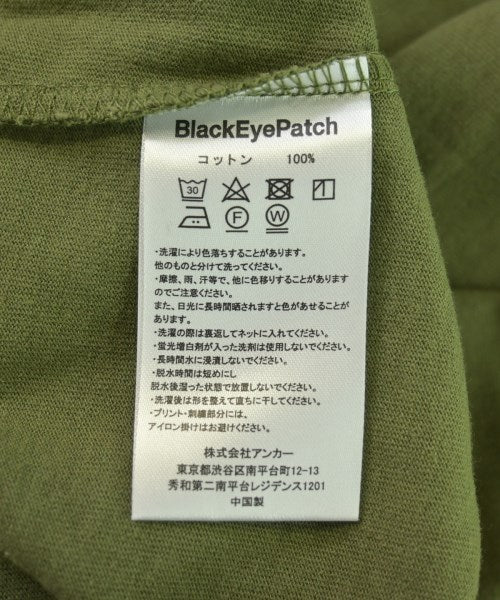 BlackEyePatch
コットン 100%
30
F W
・洗濯により色落ちすることがあります。
他のものと分けて洗ってください。
・摩擦、雨、汗等で、他に色移りすることがあります
のでご注意ください。
また、日光に長時間晒されますと色があせることが
あります。
・洗濯の際は裏返してネットに入れてください。
・蛍光増白剤が入った洗剤は使用しないでください。
・長時間水に浸漬しないでください。
・脱水時間は短めにし
脱水後湿った状態で放置しないでください。
・洗濯後は形を整えて直ちに干してください。
・プリント・刺繍部分には、
アイロン掛けはお避けください。
株式会社アンカー
東京都渋谷区南平台町12-13
秀和第二南平台レジデンス1201
中国製